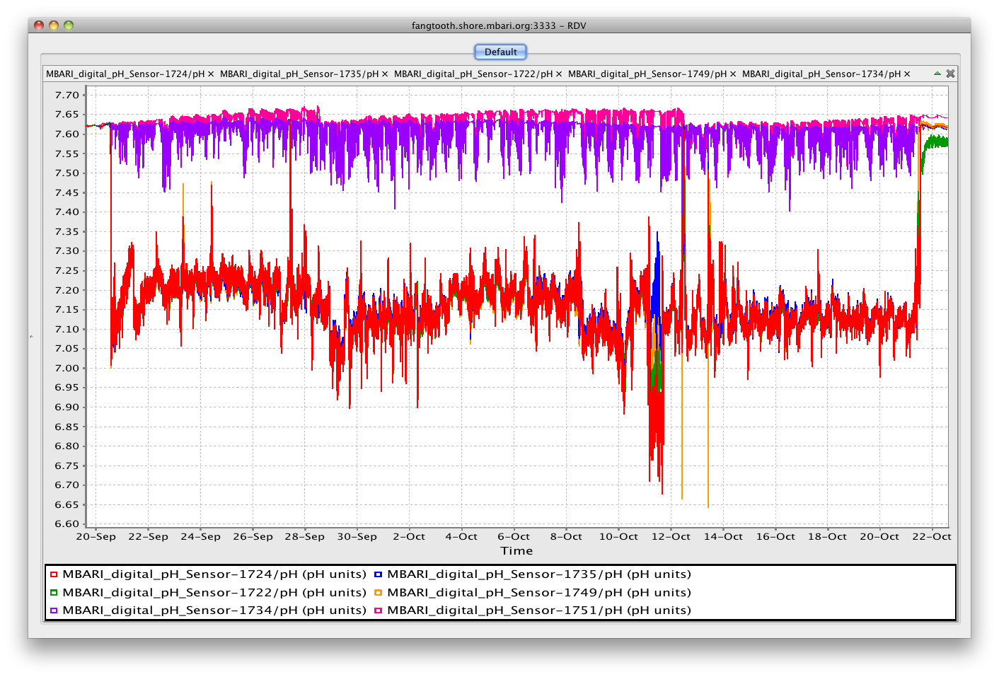 fangtooth.shore.mbari.org:3333 – RDV
Default
MBARI_digital_pH_Sensor-1724/pH × MBARI_digital_pH_Sensor-1735/pH × MBARI_digital_pH_Sensor-1722/pH × MBARI_digital_pH_Sensor-1749/pH × MBARI_digital_pH_Sensor-1734/pH ×
7.70
7.65
7.60
7.55
7.50
7.45
7.40
7.35
7.30
7.25
7.20
7.15
7.10
7.05
7.00
6.95
6.90
6.85
6.80
6.75
6.70
6.65
6.60
20-Sep 22-Sep 24-Sep 26-Sep 28-Sep 30-Sep 2-Oct 4-Oct 6-Oct 8-Oct 10-Oct 12-Oct 14-Oct 16-Oct 18-Oct 20-Oct 22-Oct
Time
MBARI_digital_pH_Sensor-1724/pH (pH units) MBARI_digital_pH_Sensor-1735/pH (pH units)
MBARI_digital_pH_Sensor-1722/pH (pH units) MBARI_digital_pH_Sensor-1749/pH (pH units)
MBARI_digital_pH_Sensor-1734/pH (pH units) MBARI_digital_pH_Sensor-1751/pH (pH units)